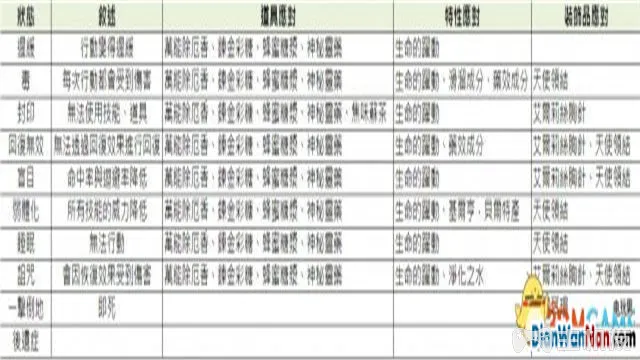 狀態 敘述 道具應對 特性應對 裝飾品應對
遲緩 行動變得遲緩 萬能除厄香、鍊金彩糖、蜂蜜糖漿、神秘靈藥 生命的躍動
毒 每次行動都會受到傷害 萬能除厄香、鍊金彩糖、蜂蜜糖漿、神秘靈藥 生命的躍動、滑溜成分、藥效成分 天使領結
封印 無法使用技能、道具 萬能除厄香、鍊金彩糖、蜂蜜糖漿、神秘靈藥、焦味蘇茶 生命的躍動 艾爾莉絲胸針
回復無效 無法透過回復效果進行回復 萬能除厄香、鍊金彩糖、蜂蜜糖漿、神秘靈藥 生命的躍動、藥效成分 艾爾莉絲胸針、天使領結
盲目 命中率與迴避率降低 萬能除厄香、鍊金彩糖、蜂蜜糖漿、神秘靈藥 生命的躍動 艾爾莉絲胸針、天使領結
弱體化 所有技能的威力降低 萬能除厄香、鍊金彩糖、蜂蜜糖漿、神秘靈藥 生命的躍動、基爾亨·貝爾特產 天使領結
睡眠 無法行動 萬能除厄香、鍊金彩糖、蜂蜜糖漿、神秘靈藥 生命的躍動 天使領結
詛咒 會因恢復效果受到傷害 萬能除厄香、鍊金彩糖、蜂蜜糖漿、神秘靈藥 生命的躍動、淨化之水 艾爾莉絲胸針、天使領結
一擊倒地 即死
後遺症
DianWanNan.com